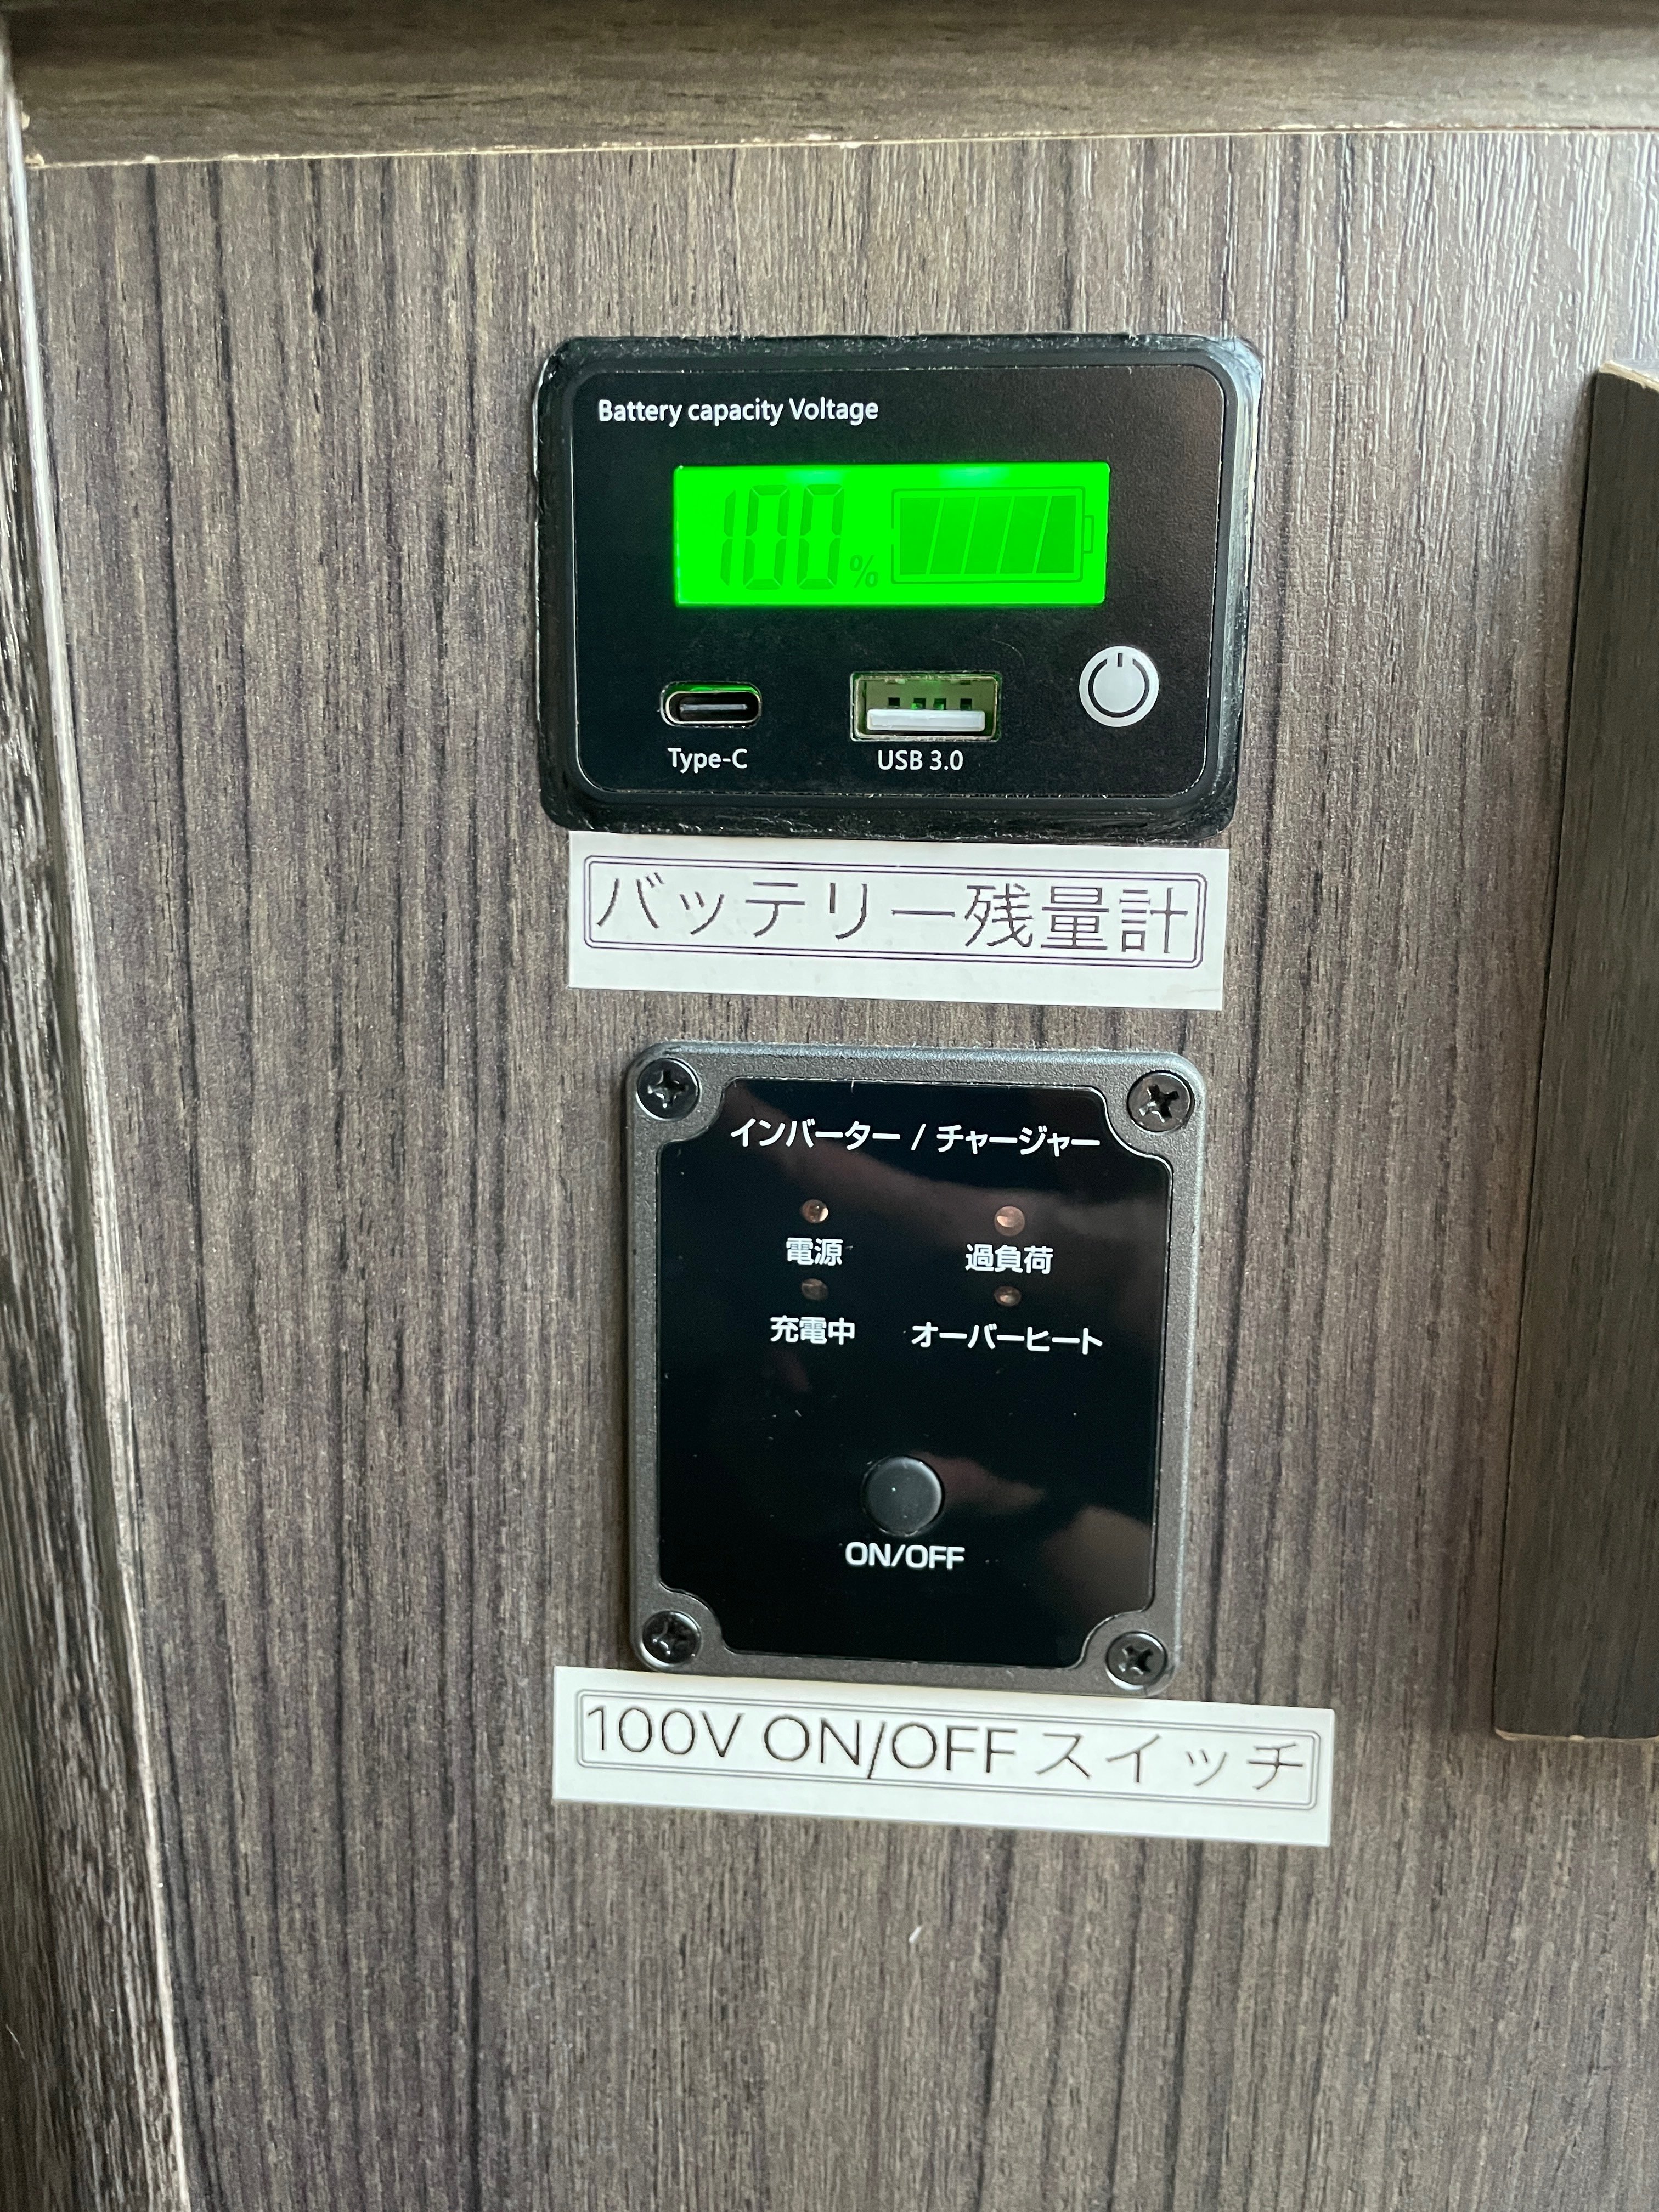 Battery capacity Voltage
100%
Type-C
USB 3.0
バッテリー残量計
インバーター / チャージャー
電源
過負荷
充電中
オーバーヒート
ON/OFF
100V ON/OFF スイッチ